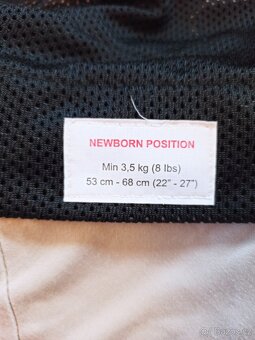 NEWBORN POSITION
Min 3,5 kg (8 lbs)
53 cm - 68 cm (22" - 27")